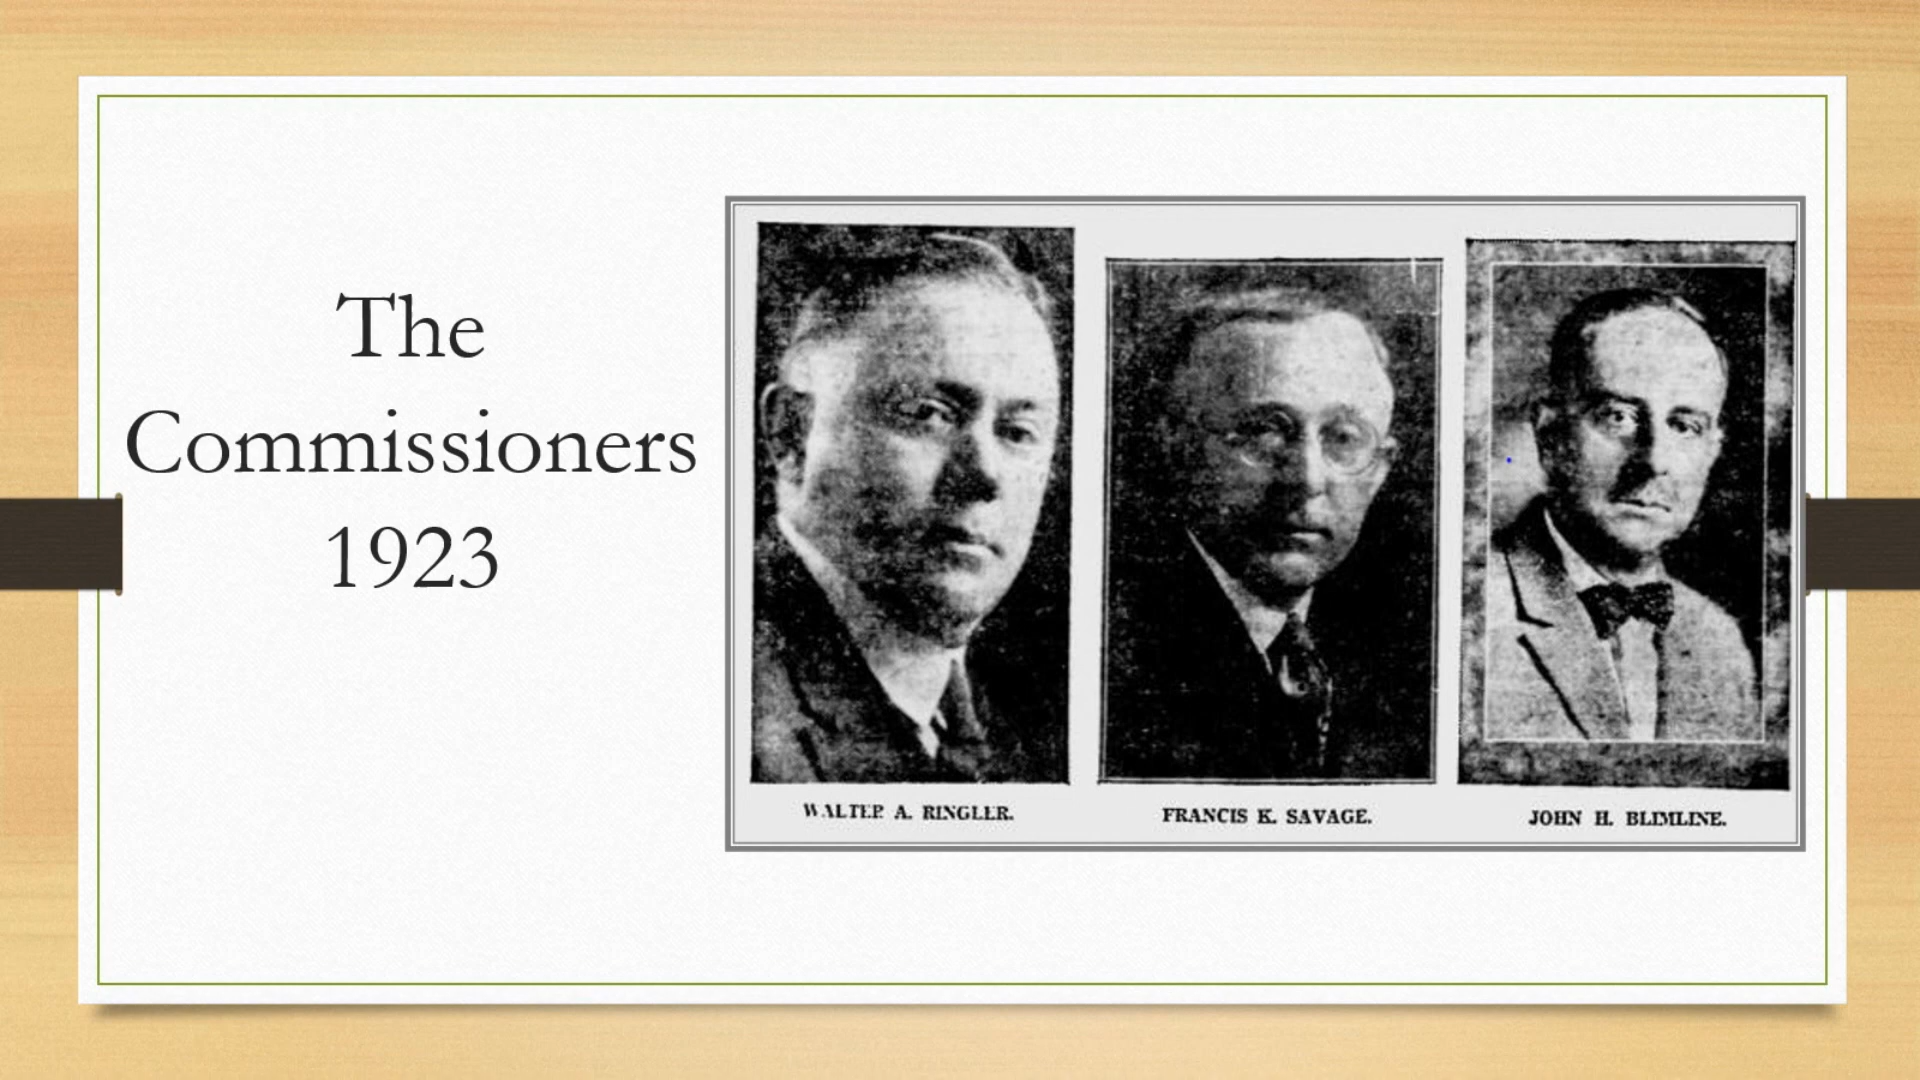 The
Commissioners
1923
WALTER A. RINGLER.
FRANCIS K. SAVAGE.
JOHN H. BLIMLINE.